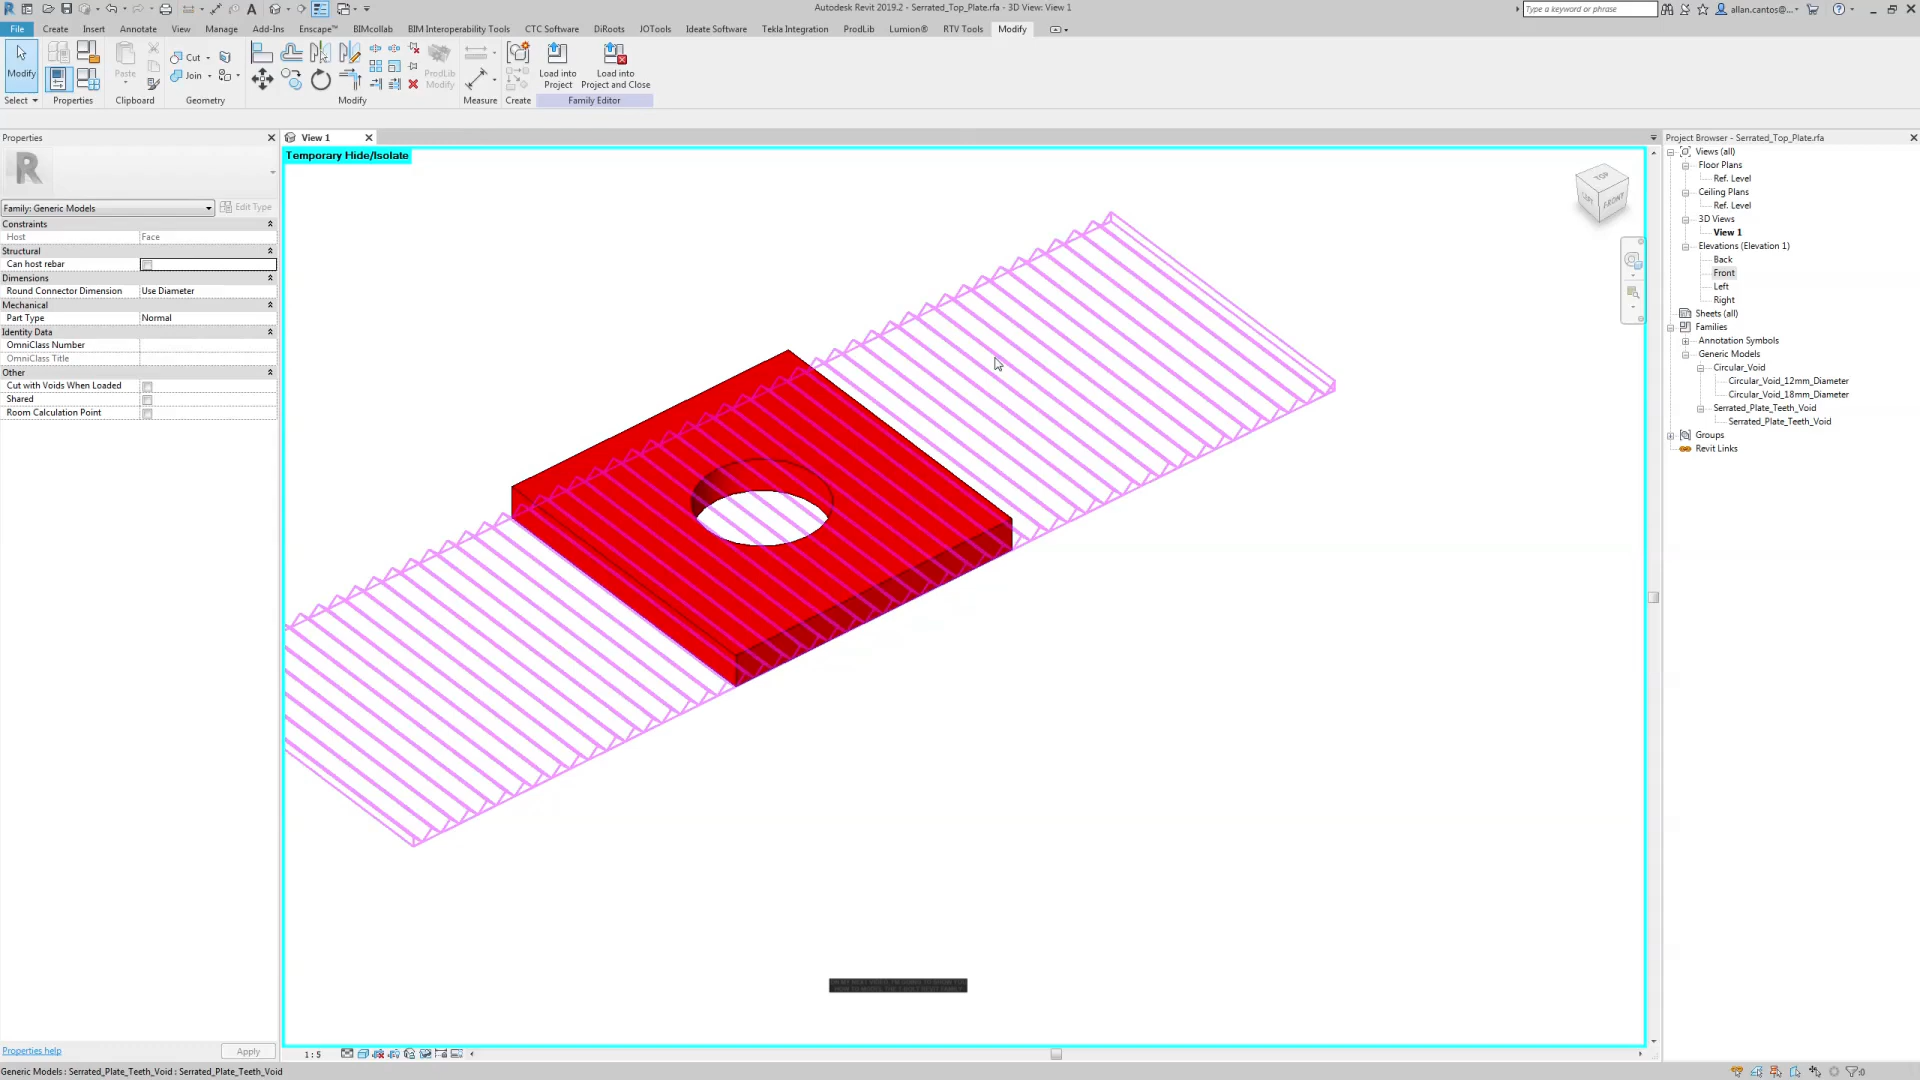 Autodesk Revit 2019.2 - Serrated_Top_Plate.rfa - 3D View: View 1
Type a keyword or phrase
allan.cantos@...
File Create Insert Annotate View Manage Add-Ins Enscape™ BIMcollab BIM Interoperability Tools CTC Software DiRoots JOTools Ideate Software Tekla Integration ProdLib Lumion® RTV Tools Modify
Modify
Paste
Cut
Join
ProdLib Modify
Load into Project
Load into Project and Close
Select Properties Clipboard Geometry Modify Measure Create Family Editor
Properties
View 1
Project Browser - Serrated_Top_Plate.rfa
Temporary Hide/Isolate
R
Family: Generic Models
Edit Type
Constraints
Host Face
Structural
Can host rebar
Dimensions
Round Connector Dimension Use Diameter
Mechanical
Part Type Normal
Identity Data
OmniClass Number
OmniClass Title
Other
Cut with Voids When Loaded
Shared
Room Calculation Point
TOP
LEFT
FRONT
Views (all)
Floor Plans
Ref. Level
Ceiling Plans
Ref. Level
3D Views
View 1
Elevations (Elevation 1)
Back
Front
Left
Right
Sheets (all)
Families
Annotation Symbols
Generic Models
Circular_Void
Circular_Void_12mm_Diameter
Circular_Void_18mm_Diameter
Serrated_Plate_Teeth_Void
Serrated_Plate_Teeth_Void
Groups
Revit Links
Properties help
Apply
1 : 5
Generic Models : Serrated_Plate_Teeth_Void : Serrated_Plate_Teeth_Void
:0